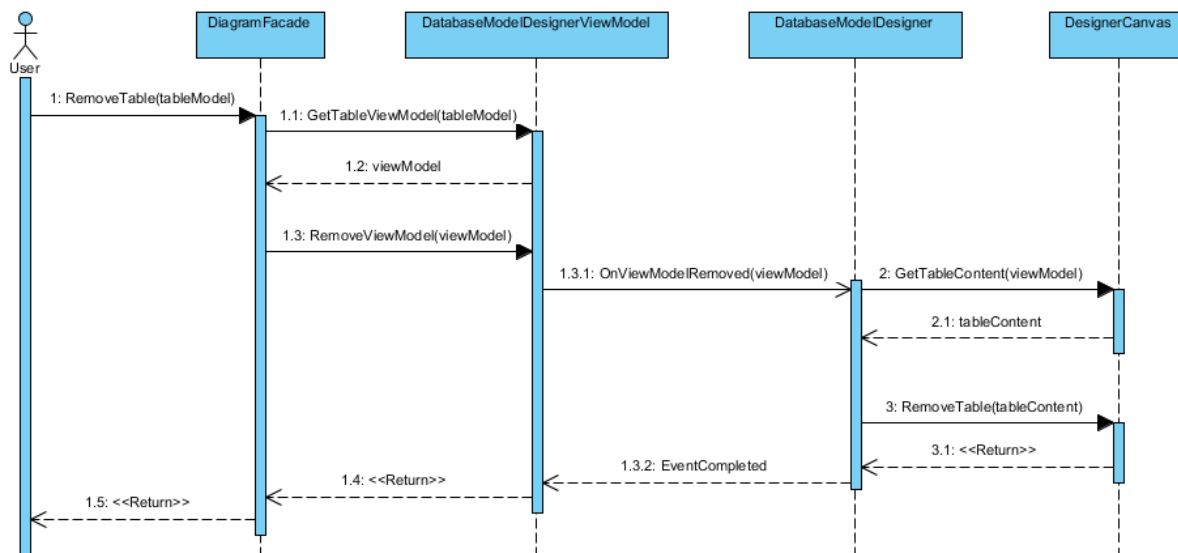 DiagramFacade
DatabaseModelDesignerViewModel
DatabaseModelDesigner
DesignerCanvas
User
1: RemoveTable(tableModel)
1.1: GetTableViewModel(tableModel)
1.2: viewModel
1.3: RemoveViewModel(viewModel)
1.3.1: OnViewModelRemoved(viewModel)
2: GetTableContent(viewModel)
2.1: tableContent
3: RemoveTable(tableContent)
3.1: <<Return>>
1.3.2: EventCompleted
1.4: <<Return>>
1.5: <<Return>>